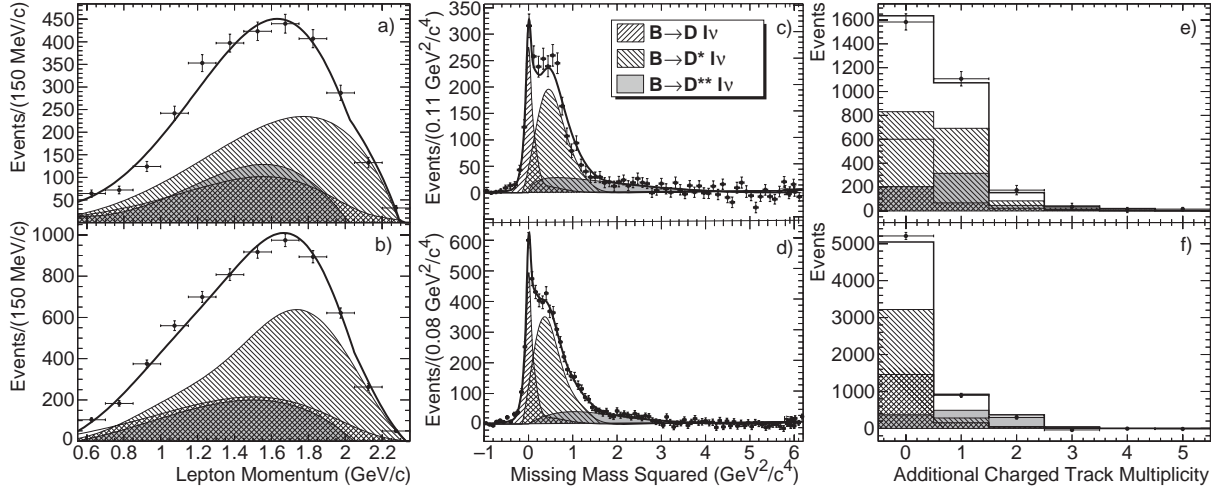 Events/(150 MeV/c)
450
400
350
300
250
200
150
100
50
a)
Events/(0.11 GeV²/c⁴)
350
300
250
200
150
100
50
0
c)
B→D lν
B→D* lν
B→D** lν
Events
1600
1400
1200
1000
800
600
400
200
0
e)
Events/(150 MeV/c)
1000
800
600
400
200
0
b)
0.6 0.8 1 1.2 1.4 1.6 1.8 2 2.2
Lepton Momentum (GeV/c)
Events/(0.08 GeV²/c⁴)
600
500
400
300
200
100
0
d)
−1 0 1 2 3 4 5 6
Missing Mass Squared (GeV²/c⁴)
Events
5000
4000
3000
2000
1000
0
f)
0 1 2 3 4 5
Additional Charged Track Multiplicity